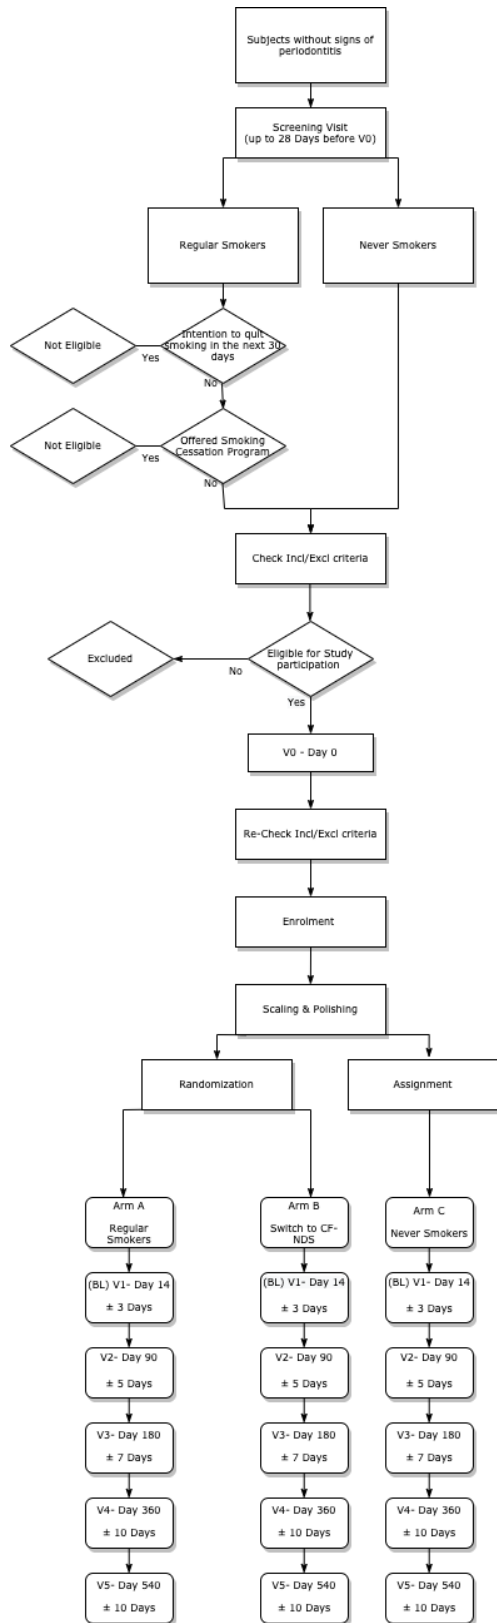 Subjects without signs of
periodontitis
Screening Visit
(up to 28 Days before V0)
Regular Smokers
Never Smokers
Not Eligible
Yes
Intention to quit
smoking in the next 30
days
No
Not Eligible
Yes
Offered Smoking
Cessation Program
No
Check Incl/Excl criteria
Excluded
No
Eligible for Study
participation
Yes
V0 - Day 0
Re-Check Incl/Excl criteria
Enrolment
Scaling & Polishing
Randomization
Assignment
Arm A
Regular
Smokers
Arm B
Switch to CF-
NDS
Arm C
Never Smokers
(BL) V1- Day 14
± 3 Days
(BL) V1- Day 14
± 3 Days
(BL) V1- Day 14
± 3 Days
V2- Day 90
± 5 Days
V2- Day 90
± 5 Days
V2- Day 90
± 5 Days
V3- Day 180
± 7 Days
V3- Day 180
± 7 Days
V3- Day 180
± 7 Days
V4- Day 360
± 10 Days
V4- Day 360
± 10 Days
V4- Day 360
± 10 Days
V5- Day 540
± 10 Days
V5- Day 540
± 10 Days
V5- Day 540
± 10 Days